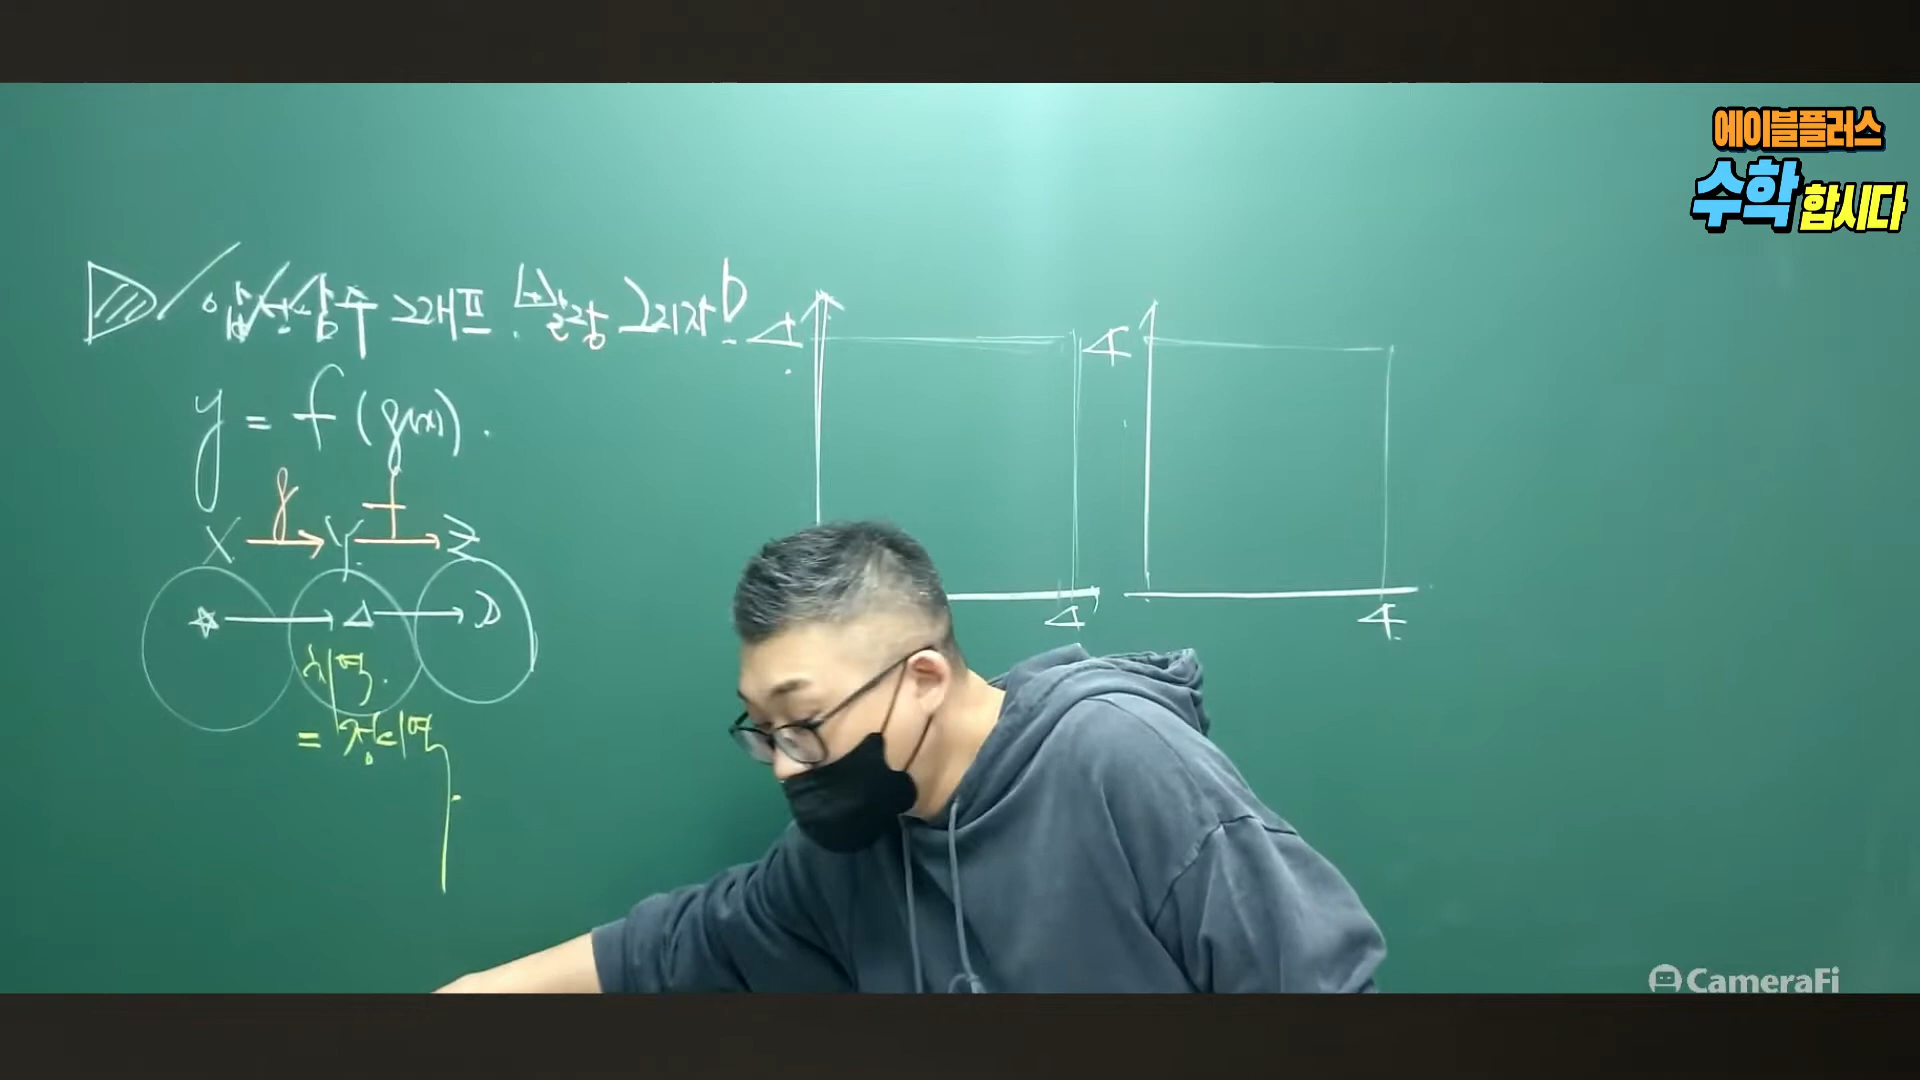 에이블플러스
수학 합시다
합성함수 그래프 빨랑 그리자
4
4
y = f(g(x)).
X g Y f Z
4
4
치역.
= 정의역
CameraFi